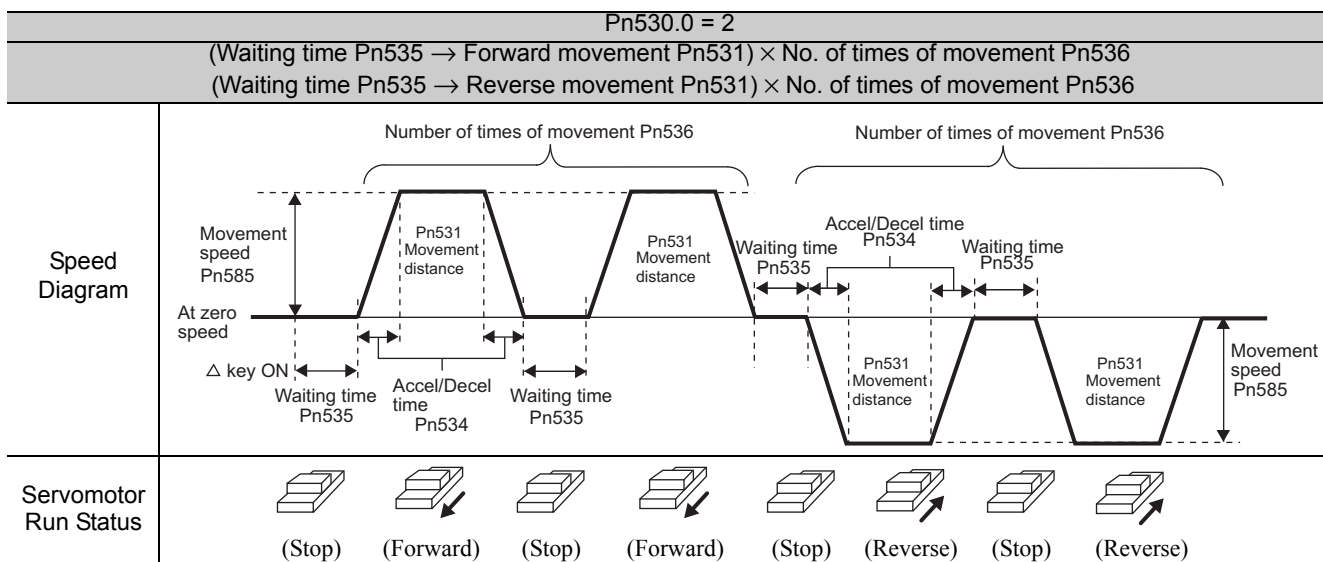 Pn530.0 = 2
(Waiting time Pn535 → Forward movement Pn531) × No. of times of movement Pn536
(Waiting time Pn535 → Reverse movement Pn531) × No. of times of movement Pn536
Speed
Diagram
Number of times of movement Pn536
Number of times of movement Pn536
Movement
speed
Pn585
Pn531
Movement
distance
Pn531
Movement
distance
Waiting time
Pn535
Accel/Decel time
Pn534
Waiting time
Pn535
At zero
speed
△ key ON
Waiting time
Pn535
Accel/Decel
time
Pn534
Waiting time
Pn535
Pn531
Movement
distance
Pn531
Movement
distance
Movement
speed
Pn585
Servomotor
Run Status
(Stop)
(Forward)
(Stop)
(Forward)
(Stop)
(Reverse)
(Stop)
(Reverse)